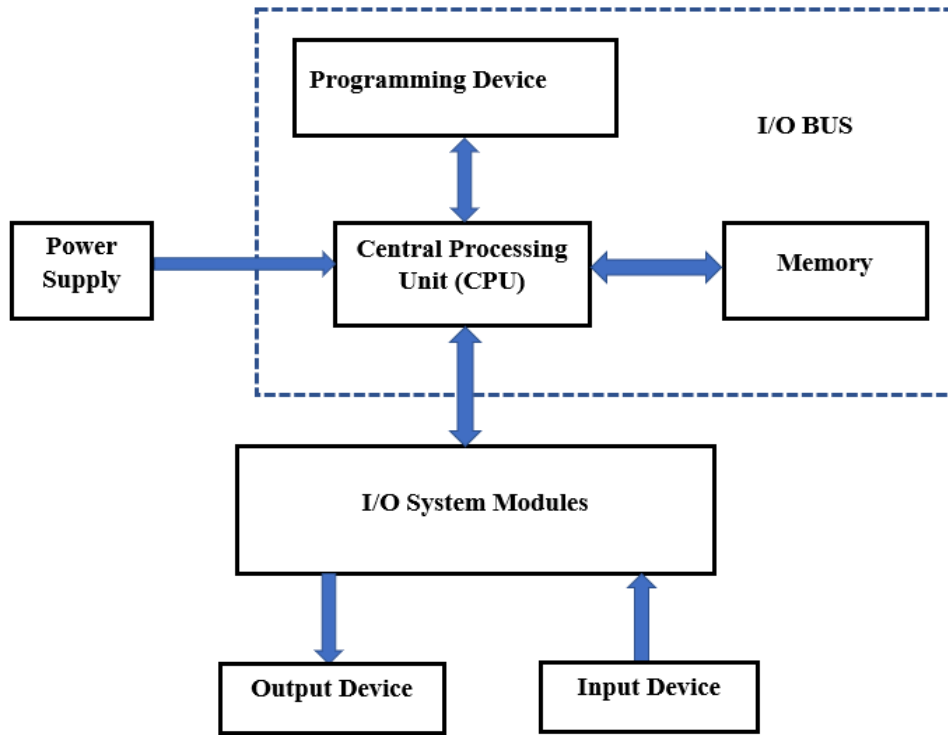 Programming Device
I/O BUS
Power
Supply
Central Processing
Unit (CPU)
Memory
I/O System Modules
Output Device
Input Device